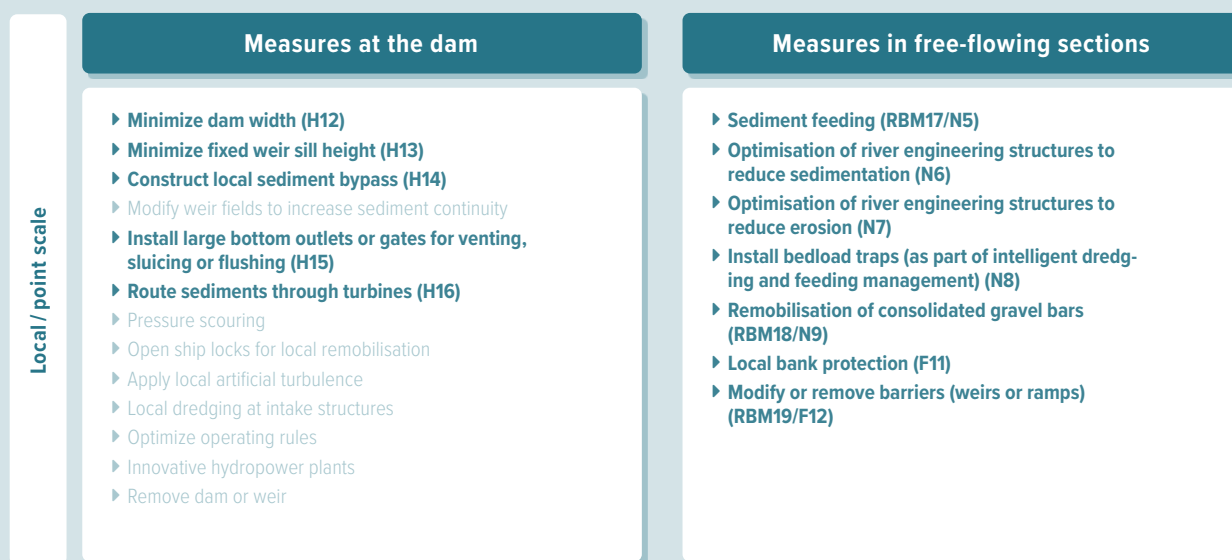 Local / point scale
Measures at the dam
Minimize dam width (H12)
Minimize fixed weir sill height (H13)
Construct local sediment bypass (H14)
Modify weir fields to increase sediment continuity
Install large bottom outlets or gates for venting,
sluicing or flushing (H15)
Route sediments through turbines (H16)
Pressure scouring
Open ship locks for local remobilisation
Apply local artificial turbulence
Local dredging at intake structures
Optimize operating rules
Innovative hydropower plants
Remove dam or weir
Measures in free-flowing sections
Sediment feeding (RBM17/N5)
Optimisation of river engineering structures to
reduce sedimentation (N6)
Optimisation of river engineering structures to
reduce erosion (N7)
Install bedload traps (as part of intelligent dredg-
ing and feeding management) (N8)
Remobilisation of consolidated gravel bars
(RBM18/N9)
Local bank protection (F11)
Modify or remove barriers (weirs or ramps)
(RBM19/F12)